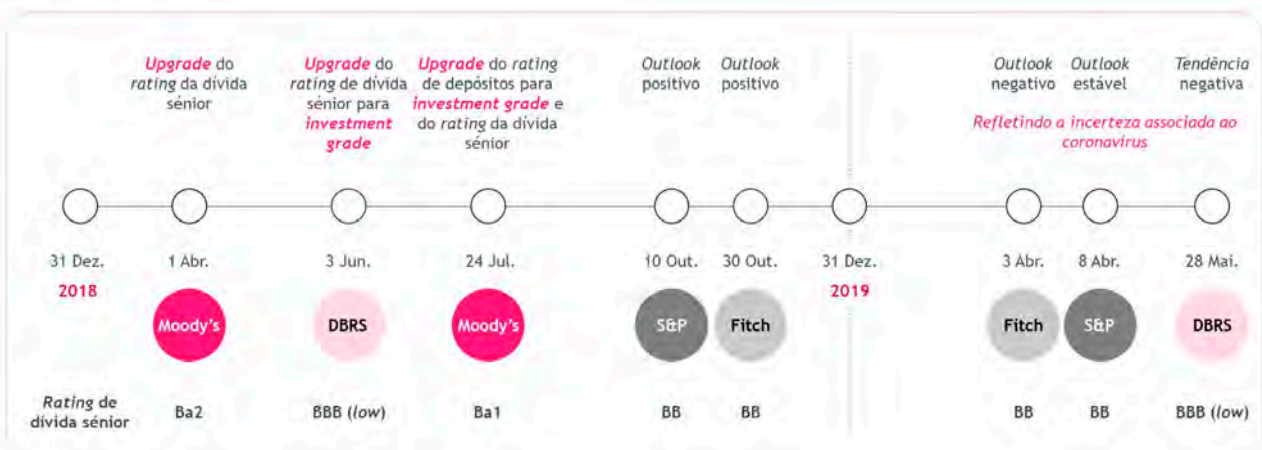 Upgrade do
rating da dívida
sénior
Upgrade do
rating de dívida
sénior para
investment
grade
Upgrade do rating
de depósitos para
investment grade e
do rating da dívida
sénior
Outlook
positivo
Outlook
positivo
Outlook
negativo
Outlook
estável
Tendência
negativa
Refletindo a incerteza associada ao
coronavírus
31 Dez.
2018
1 Abr.
3 Jun.
24 Jul.
10 Out.
30 Out.
31 Dez.
2019
3 Abr.
8 Abr.
28 Mai.
Moody's
DBRS
Moody's
S&P
Fitch
Fitch
S&P
DBRS
Rating de
dívida sénior
Ba2
BBB (low)
Ba1
BB
BB
BB
BB
BBB (low)